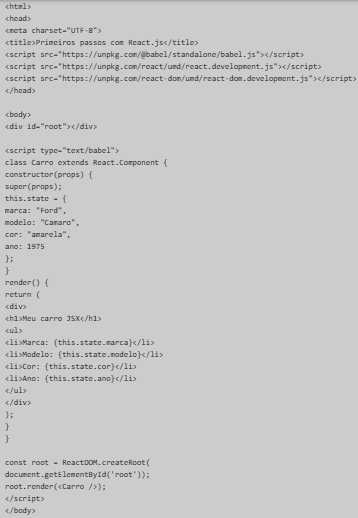 <html>
<head>
<meta charset="UTF-8">
<title>Primeiros passos com React.js</title>
<script src="https://unpkg.com/@babel/standalone/babel.js"></script>
<script src="https://unpkg.com/react/umd/react.development.js"></script>
<script src="https://unpkg.com/react-dom/umd/react-dom.development.js"></script>
</head>
<body>
<div id="root"></div>
<script type="text/babel">
class Carro extends React.Component {
constructor(props) {
super(props);
this.state = {
marca: "Ford",
modelo: "Camaro",
cor: "amarela",
ano: 1975
};
}
render() {
return (
<div>
<h1>Meu carro JSX</h1>
<ul>
<li>Marca: {this.state.marca}</li>
<li>Modelo: {this.state.modelo}</li>
<li>Cor: {this.state.cor}</li>
<li>Ano: {this.state.ano}</li>
</ul>
</div>
);
}
}
const root = ReactDOM.createRoot(
document.getElementById('root'));
root.render(<Carro />);
</script>
</body>